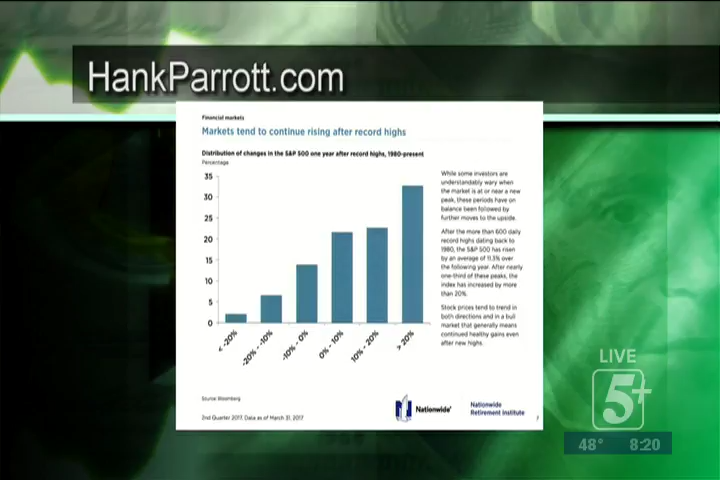 HankParrott.com
Financial markets
Markets tend to continue rising after record highs
Distribution of changes in the S&P 500 one year after record highs, 1980-present
Percentage
35
30
25
20
15
10
5
0
< -20%
-20% - -10%
-10% - 0%
0% - 10%
10% - 20%
> 20%
While some investors are
understandably wary when
the market is at or near a new
peak, these periods have on
balance been followed by
further moves to the upside.
After the more than 600 daily
record highs dating back to
1980, the S&P 500 has risen
by an average of 11.3% over
the following year. After nearly
one-third of these peaks, the
index has increased by more
than 20%.
Stock prices tend to trend in
both directions and in a bull
market that generally means
continued healthy gains even
after new highs.
Source: Bloomberg
2nd Quarter 2017, Data as of March 31, 2017
Nationwide®
Nationwide
Retirement Institute
7
LIVE
5+
48° 8:20